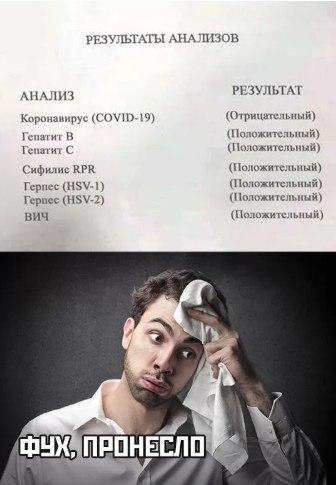 РЕЗУЛЬТАТЫ АНАЛИЗОВ
АНАЛИЗ РЕЗУЛЬТАТ
Коронавирус (COVID-19) (Отрицательный)
Гепатит B (Положительный)
Гепатит C (Положительный)
Сифилис RPR (Положительный)
Герпес (HSV-1) (Положительный)
Герпес (HSV-2) (Положительный)
ВИЧ (Положительный)
ФУХ, ПРОНЕСЛО